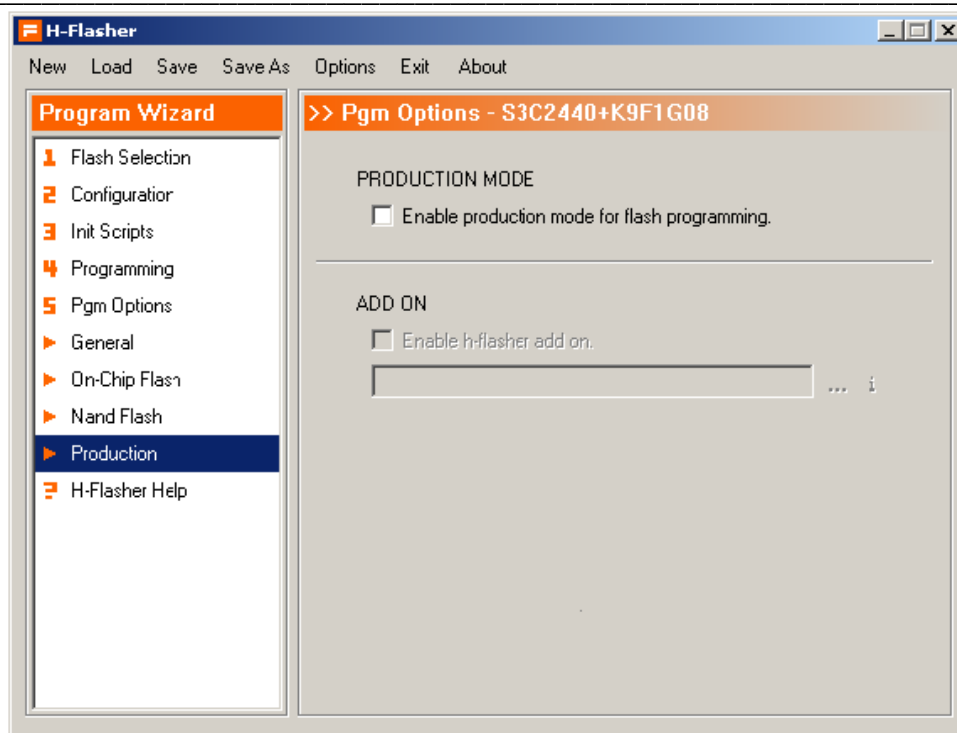 H-Flasher
New Load Save Save As Options Exit About
Program Wizard
1 Flash Selection
2 Configuration
3 Init Scripts
4 Programming
5 Pgm Options
General
On-Chip Flash
Nand Flash
Production
? H-Flasher Help
>> Pgm Options - S3C2440+K9F1G08
PRODUCTION MODE
Enable production mode for flash programming.
ADD ON
Enable h-flasher add on.
... i